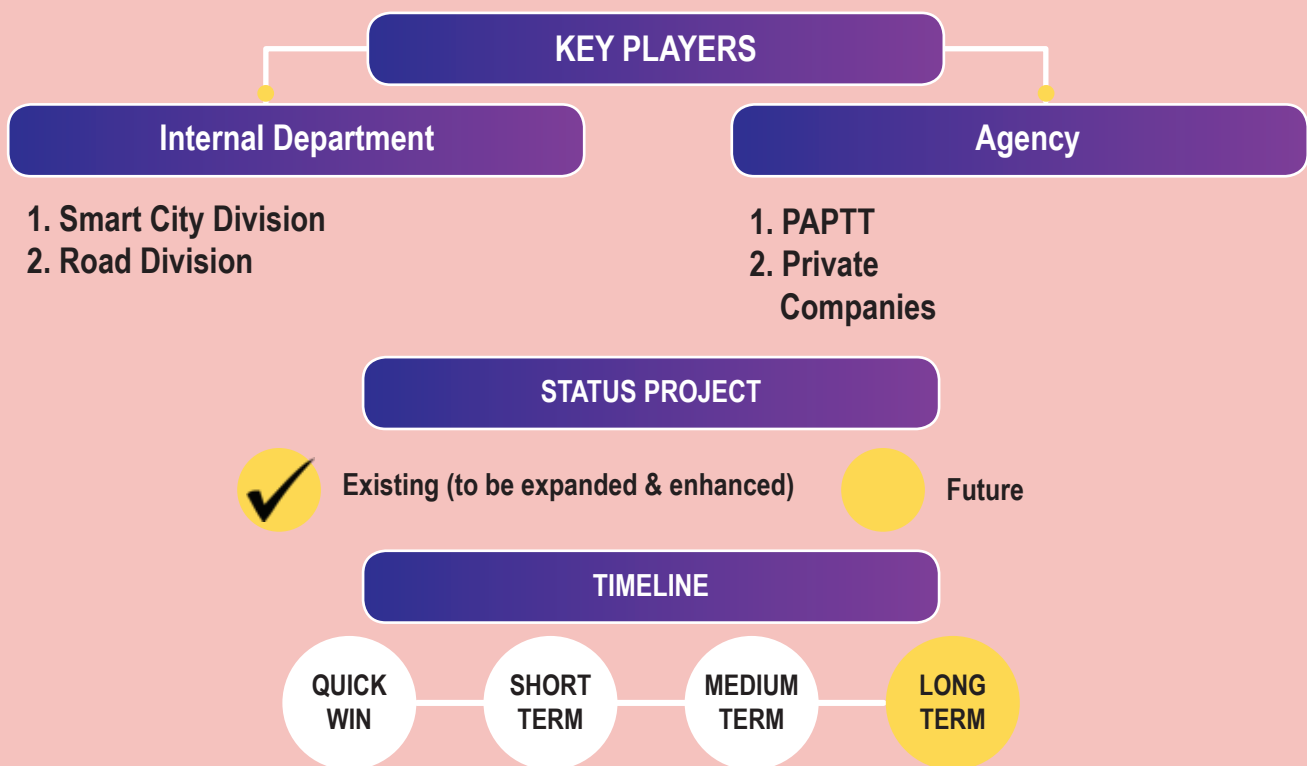 KEY PLAYERS
Internal Department
1. Smart City Division
2. Road Division
Agency
1. PAPTT
2. Private
Companies
STATUS PROJECT
Existing (to be expanded & enhanced)
Future
TIMELINE
QUICK
WIN
SHORT
TERM
MEDIUM
TERM
LONG
TERM